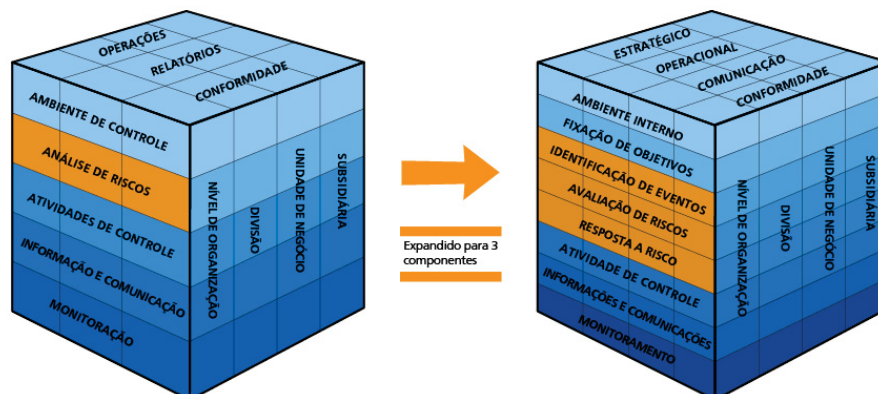 OPERAÇÕES
RELATÓRIOS
CONFORMIDADE
AMBIENTE DE CONTROLE
ANÁLISE DE RISCOS
ATIVIDADES DE CONTROLE
INFORMAÇÃO E COMUNICAÇÃO
MONITORAÇÃO
NÍVEL DE ORGANIZAÇÃO
DIVISÃO
UNIDADE DE NEGÓCIO
SUBSIDIÁRIA
Expandido para 3
componentes
ESTRATÉGICO
OPERACIONAL
COMUNICAÇÃO
CONFORMIDADE
AMBIENTE INTERNO
FIXAÇÃO DE OBJETIVOS
IDENTIFICAÇÃO DE EVENTOS
AVALIAÇÃO DE RISCOS
RESPOSTA A RISCO
ATIVIDADE DE CONTROLE
INFORMAÇÕES E COMUNICAÇÕES
MONITORAMENTO
NÍVEL DE ORGANIZAÇÃO
DIVISÃO
UNIDADE DE NEGÓCIO
SUBSIDIÁRIA